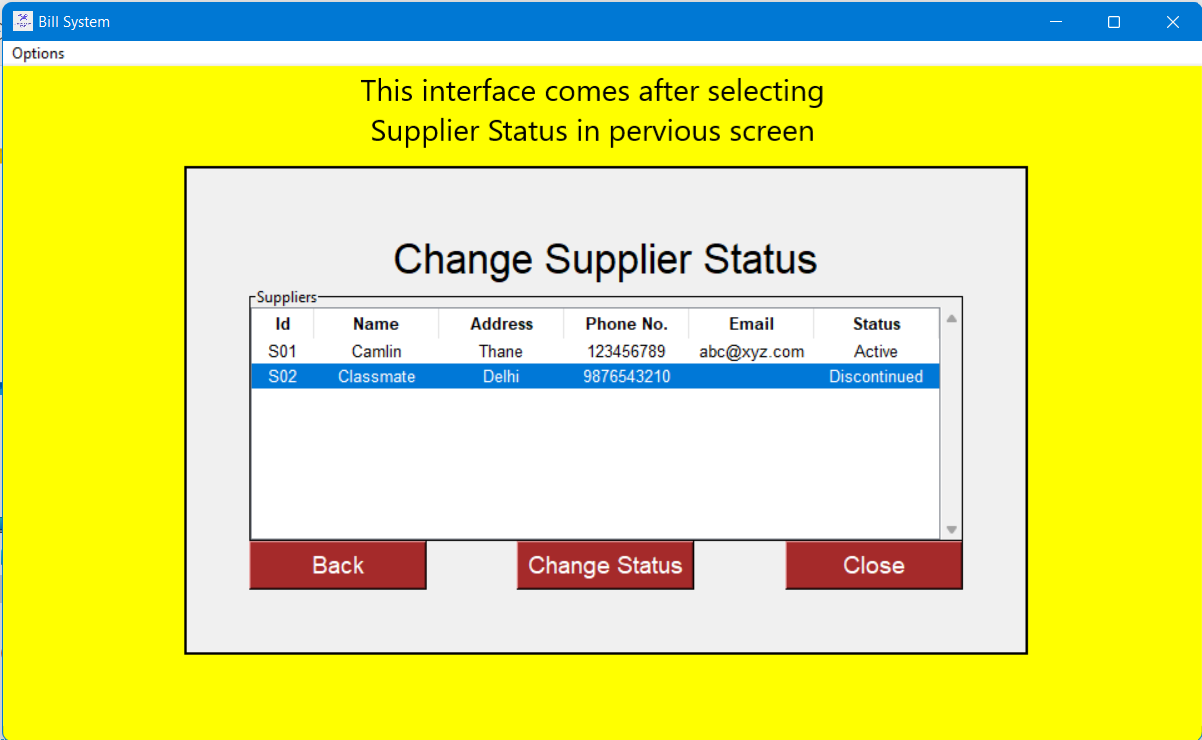 Bill System
Options
This interface comes after selecting
Supplier Status in pervious screen
Change Supplier Status
Suppliers
Id Name Address Phone No. Email Status
S01 Camlin Thane 123456789 abc@xyz.com Active
S02 Classmate Delhi 9876543210 Discontinued
Back Change Status Close